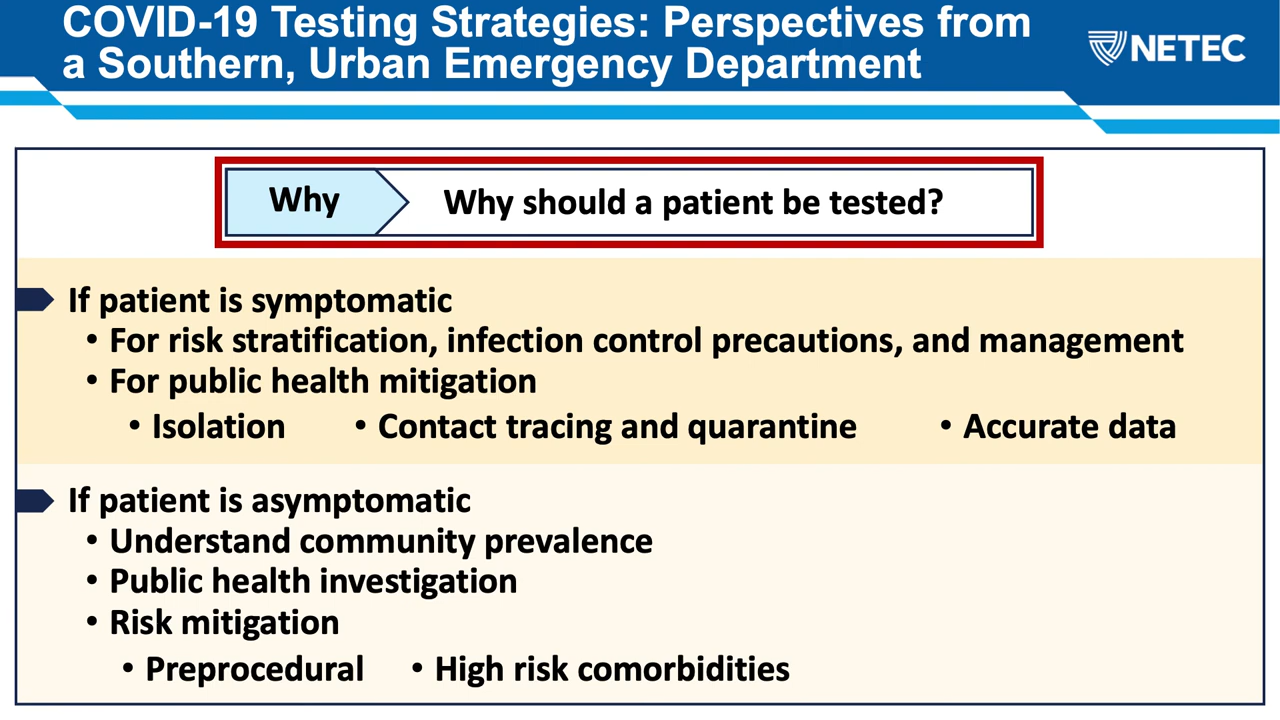 COVID-19 Testing Strategies: Perspectives from
a Southern, Urban Emergency Department
NETEC
Why
Why should a patient be tested?
If patient is symptomatic
• For risk stratification, infection control precautions, and management
• For public health mitigation
• Isolation • Contact tracing and quarantine • Accurate data
If patient is asymptomatic
• Understand community prevalence
• Public health investigation
• Risk mitigation
• Preprocedural • High risk comorbidities